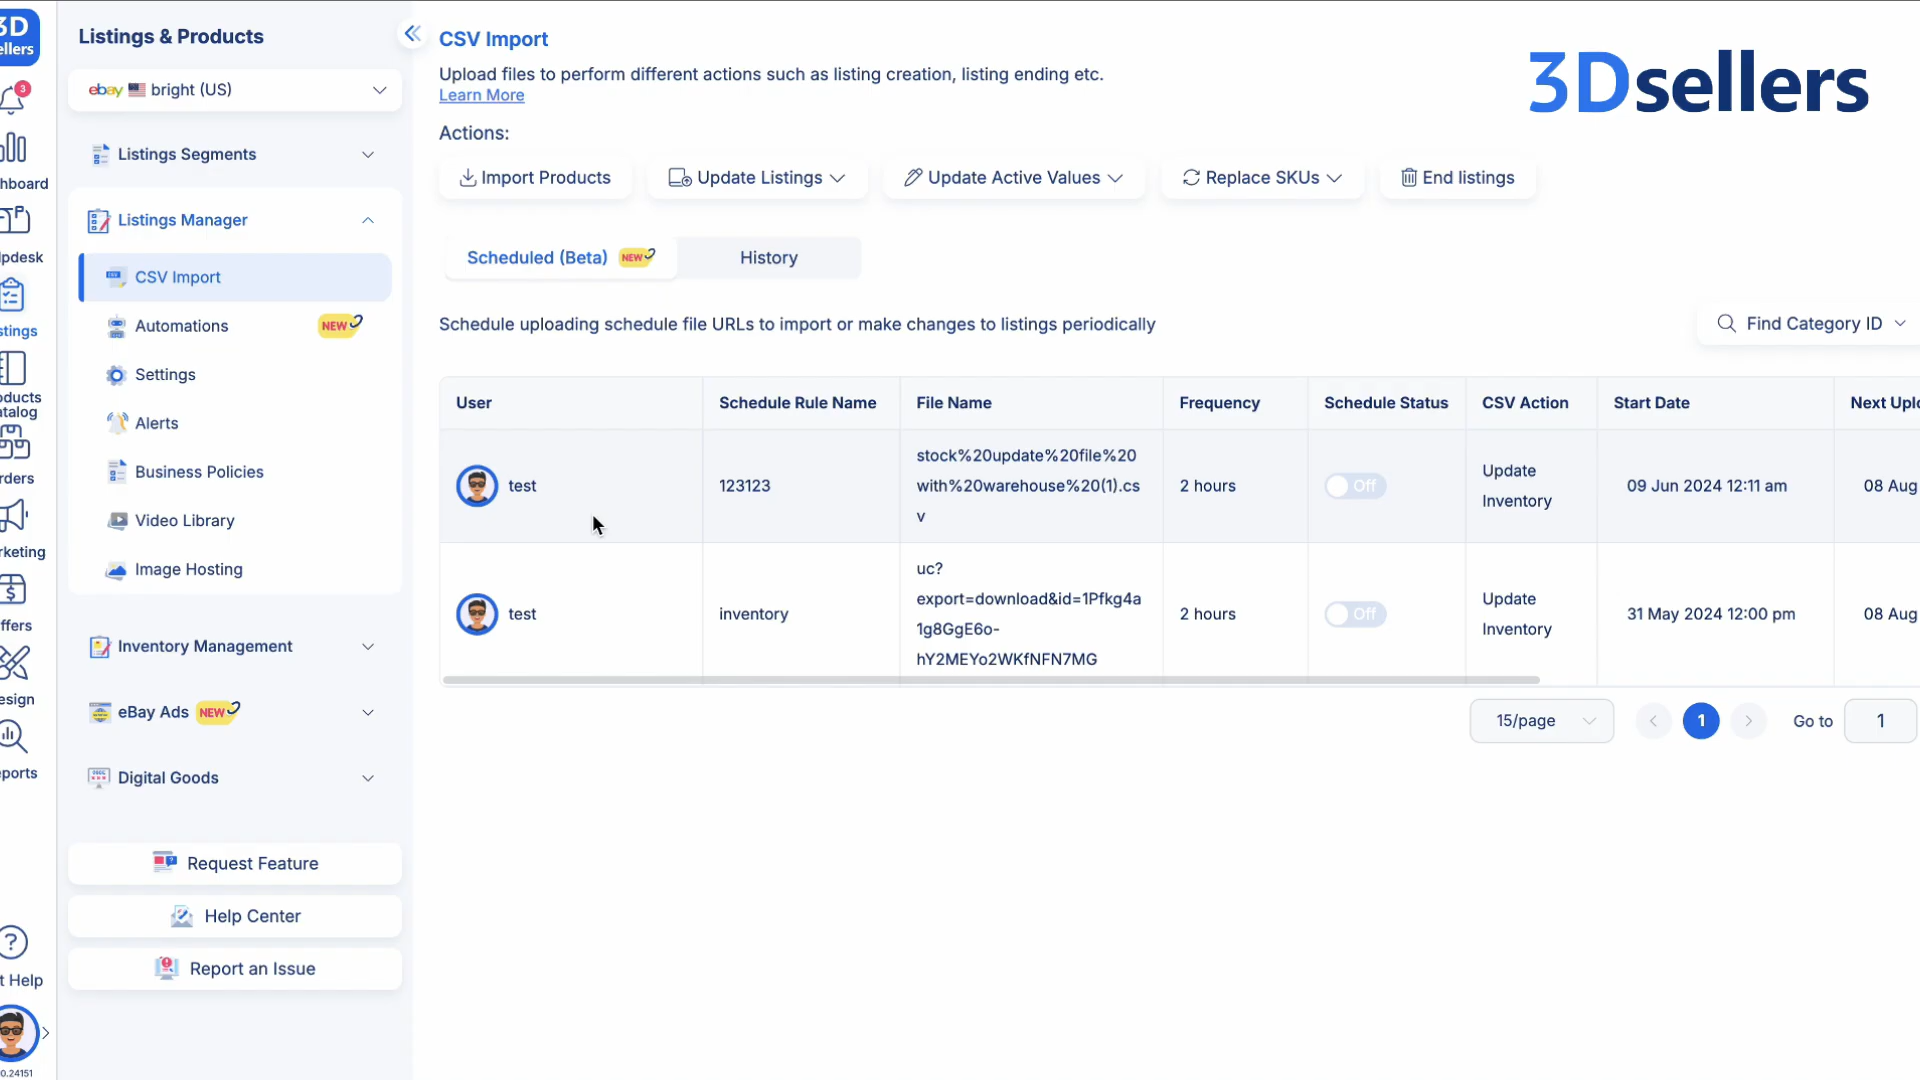 3D
ellers
Listings & Products
CSV Import
Upload files to perform different actions such as listing creation, listing ending etc.
Learn More
3Dsellers
ebay bright (US)
3
Actions:
Listings Segments
Import Products
Update Listings
Update Active Values
Replace SKUs
End listings
hboard
Listings Manager
lpdesk
Scheduled (Beta) NEW
History
CSV Import
stings
Automations NEW
Schedule uploading schedule file URLs to import or make changes to listings periodically
Find Category ID
Settings
oducts
atalog
Alerts
User
Schedule Rule Name
File Name
Frequency
Schedule Status
CSV Action
Start Date
Next Uplo
Business Policies
rders
test
123123
stock%20update%20file%20
with%20warehouse%20(1).cs
v
2 hours
Off
Update
Inventory
09 Jun 2024 12:11 am
08 Aug
Video Library
rketing
Image Hosting
test
inventory
uc?
export=download&id=1Pfkg4a
1g8GgE6o-
hY2MEYo2WKfNFN7MG
2 hours
Off
Update
Inventory
31 May 2024 12:00 pm
08 Aug
ffers
Inventory Management
esign
eBay Ads NEW
15/page
1
Go to
1
eports
Digital Goods
Request Feature
Help Center
Report an Issue
t Help
0.24151